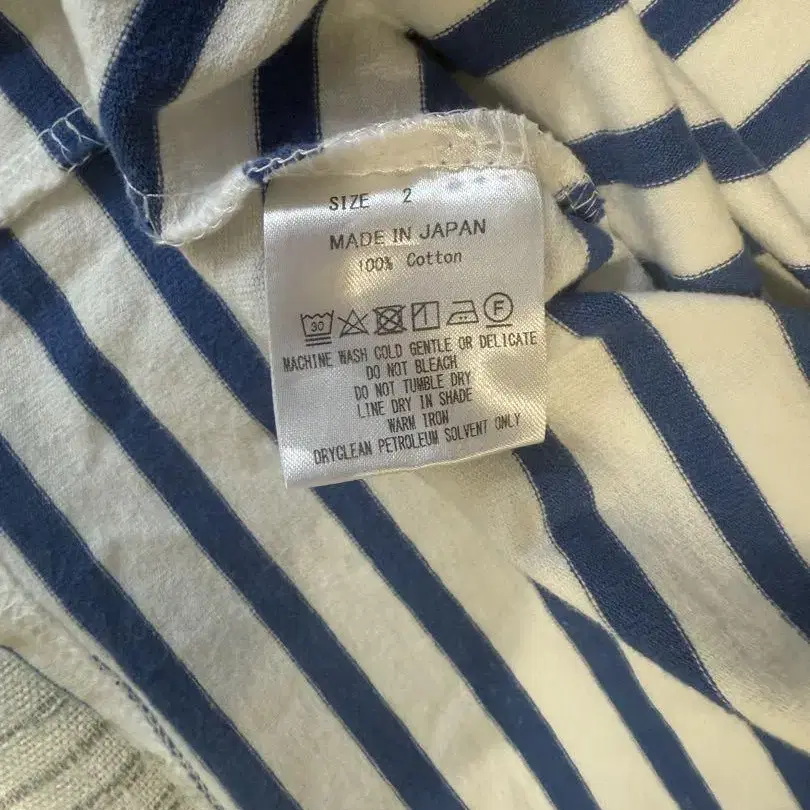 SIZE 2
MADE IN JAPAN
100% Cotton
30 F
MACHINE WASH COLD GENTLE OR DELICATE
DO NOT BLEACH
DO NOT TUMBLE DRY
LINE DRY IN SHADE
WARM IRON
DRYCLEAN PETROLEUM SOLVENT ONLY